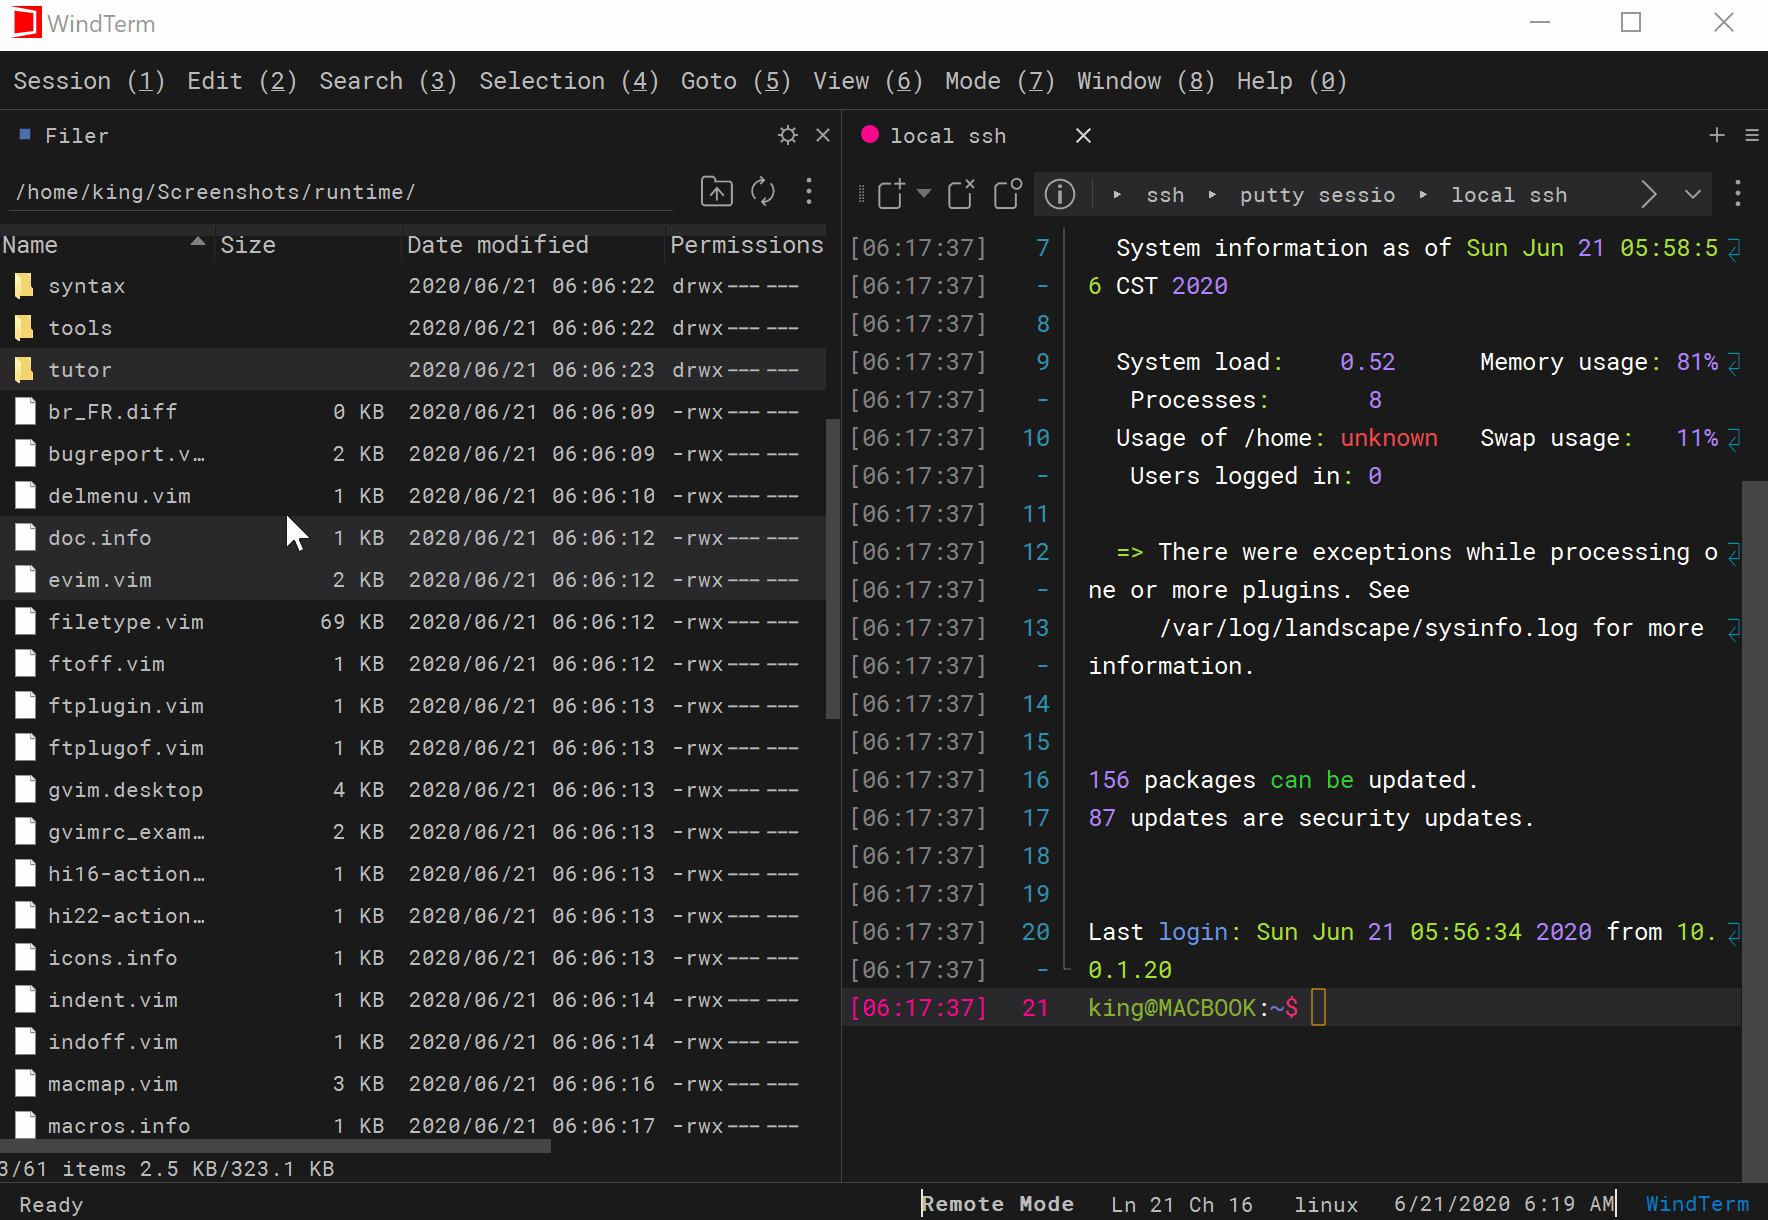 WindTerm
Session (1) Edit (2) Search (3) Selection (4) Goto (5) View (6) Mode (7) Window (8) Help (0)
Filer
/home/king/Screenshots/runtime/
Name Size Date modified Permissions
syntax 2020/06/21 06:06:22 drwx------
tools 2020/06/21 06:06:22 drwx------
tutor 2020/06/21 06:06:23 drwx------
br_FR.diff 0 KB 2020/06/21 06:06:09 -rwx------
bugreport.v… 2 KB 2020/06/21 06:06:09 -rwx------
delmenu.vim 1 KB 2020/06/21 06:06:10 -rwx------
doc.info 1 KB 2020/06/21 06:06:12 -rwx------
evim.vim 2 KB 2020/06/21 06:06:12 -rwx------
filetype.vim 69 KB 2020/06/21 06:06:12 -rwx------
ftoff.vim 1 KB 2020/06/21 06:06:12 -rwx------
ftplugin.vim 1 KB 2020/06/21 06:06:13 -rwx------
ftplugof.vim 1 KB 2020/06/21 06:06:13 -rwx------
gvim.desktop 4 KB 2020/06/21 06:06:13 -rwx------
gvimrc_exam… 2 KB 2020/06/21 06:06:13 -rwx------
hi16-action… 1 KB 2020/06/21 06:06:13 -rwx------
hi22-action… 1 KB 2020/06/21 06:06:13 -rwx------
icons.info 1 KB 2020/06/21 06:06:13 -rwx------
indent.vim 1 KB 2020/06/21 06:06:14 -rwx------
indoff.vim 1 KB 2020/06/21 06:06:14 -rwx------
macmap.vim 3 KB 2020/06/21 06:06:16 -rwx------
macros.info 1 KB 2020/06/21 06:06:17 -rwx------
3/61 items 2.5 KB/323.1 KB
local ssh
ssh putty sessio local ssh
[06:17:37] 7 System information as of Sun Jun 21 05:58:5
[06:17:37] - 6 CST 2020
[06:17:37] 8
[06:17:37] 9 System load: 0.52 Memory usage: 81%
[06:17:37] - Processes: 8
[06:17:37] 10 Usage of /home: unknown Swap usage: 11%
[06:17:37] - Users logged in: 0
[06:17:37] 11
[06:17:37] 12 => There were exceptions while processing o
[06:17:37] - ne or more plugins. See
[06:17:37] 13 /var/log/landscape/sysinfo.log for more
[06:17:37] - information.
[06:17:37] 14
[06:17:37] 15
[06:17:37] 16 156 packages can be updated.
[06:17:37] 17 87 updates are security updates.
[06:17:37] 18
[06:17:37] 19
[06:17:37] 20 Last login: Sun Jun 21 05:56:34 2020 from 10.
[06:17:37] - 0.1.20
[06:17:37] 21 king@MACBOOK:~$
Ready Remote Mode Ln 21 Ch 16 linux 6/21/2020 6:19 AM WindTerm